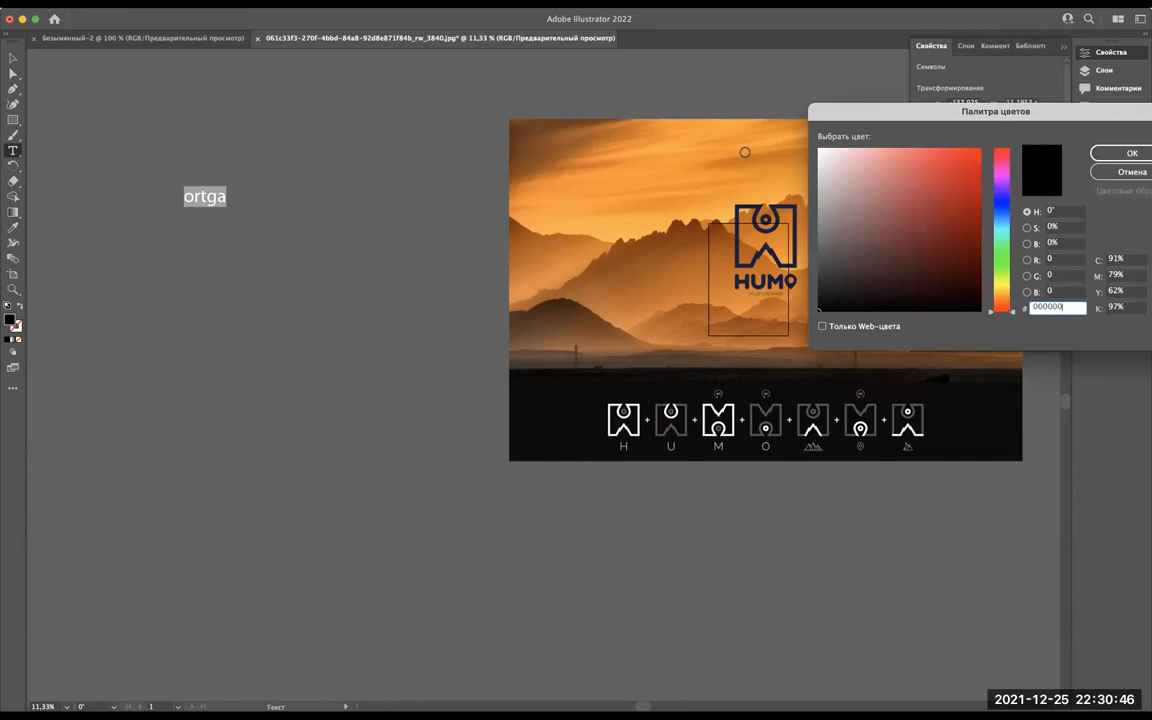 Adobe Illustrator 2022
Безымянный-2 @ 100 % (RGB/Предварительный просмотр)
061c33f3-270f-4bbd-84a8-92d8e871f84b_rw_3840.jpg* @ 11,33 % (RGB/Предварительный просмотр)
Свойства
Слои
Коммент
Библиот
Символы
Трансформирование
Свойства
Слои
Комментарии
Палитра цветов
Выбрать цвет:
OK
Отмена
Цветовые обр
H: 0°
S: 0%
B: 0%
R: 0
G: 0
B: 0
# 000000
C: 91%
M: 79%
Y: 62%
K: 97%
Только Web-цвета
ortga
HUMO
H + U + M + O + + +
11,33%
0°
1
Текст
2021-12-25 22:30:46